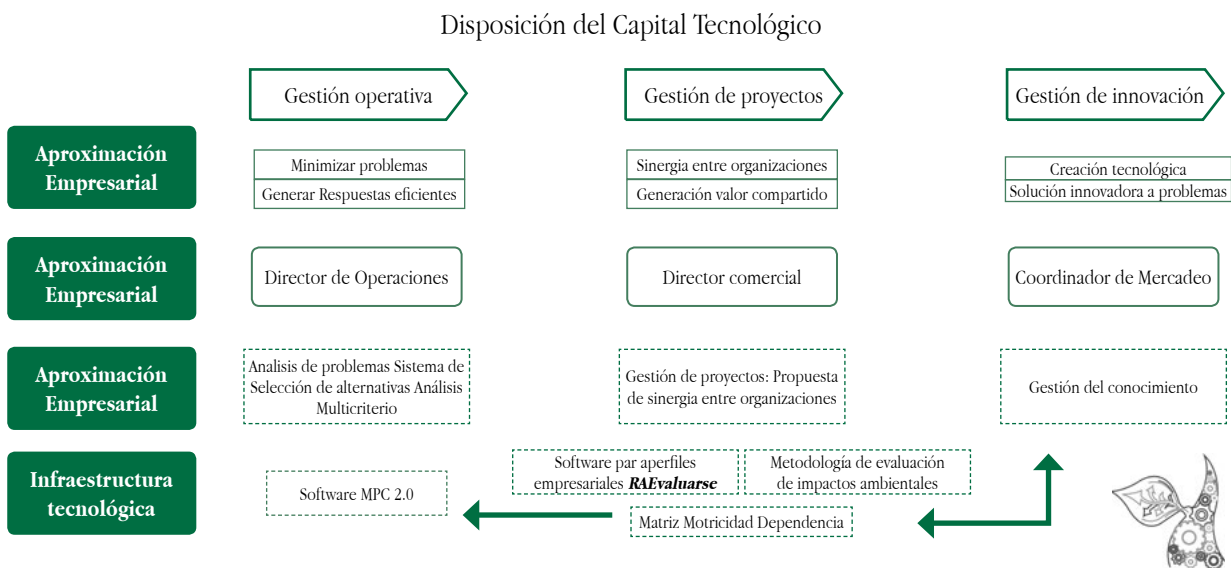 Disposición del Capital Tecnológico
Gestión operativa
Gestión de proyectos
Gestión de innovación
Aproximación
Empresarial
Minimizar problemas
Generar Respuestas eficientes
Sinergia entre organizaciones
Generación valor compartido
Creación tecnológica
Solución innovadora a problemas
Aproximación
Empresarial
Director de Operaciones
Director comercial
Coordinador de Mercadeo
Aproximación
Empresarial
Analisis de problemas Sistema de
Selección de alternativas Análisis
Multicriterio
Gestión de proyectos: Propuesta
de sinergia entre organizaciones
Gestión del conocimiento
Infraestructura
tecnológica
Software MPC 2.0
Software par aperfiles
empresariales RAEvaluarse
Metodología de evaluación
de impactos ambientales
Matriz Motricidad Dependencia